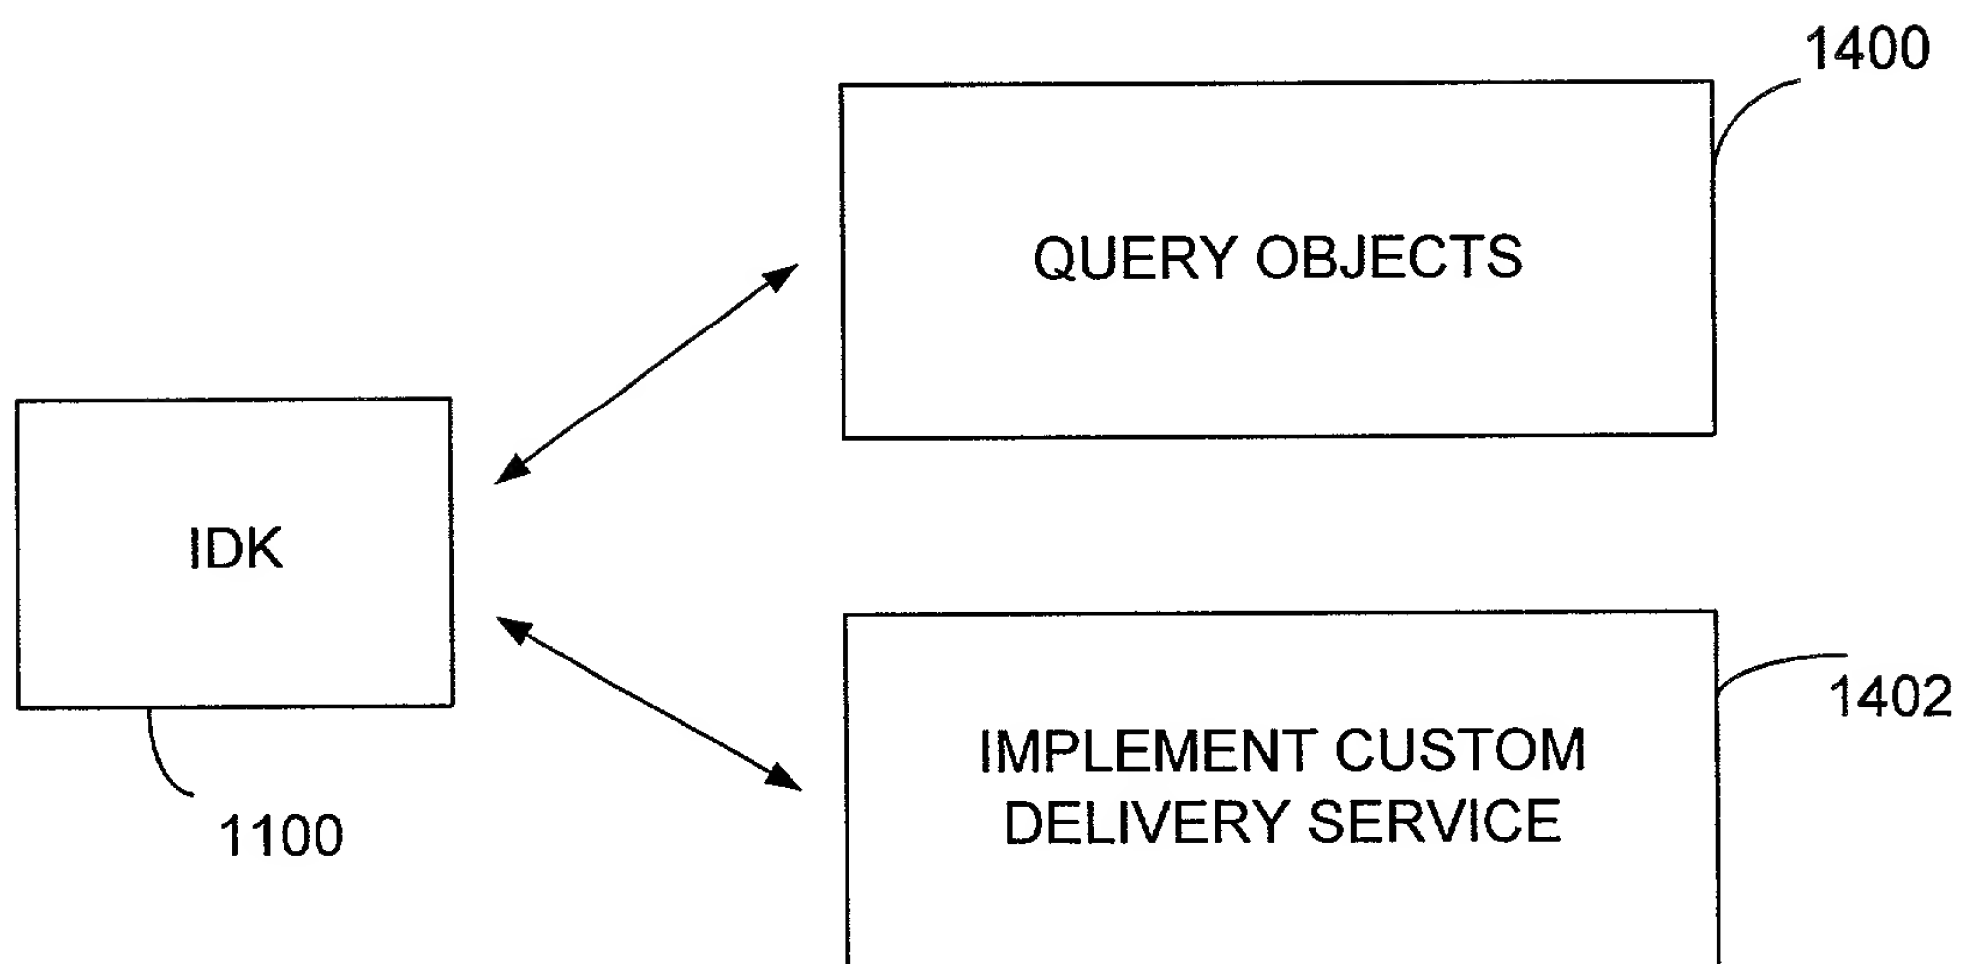 1400
QUERY OBJECTS
IDK
1100
1402
IMPLEMENT CUSTOM
DELIVERY SERVICE